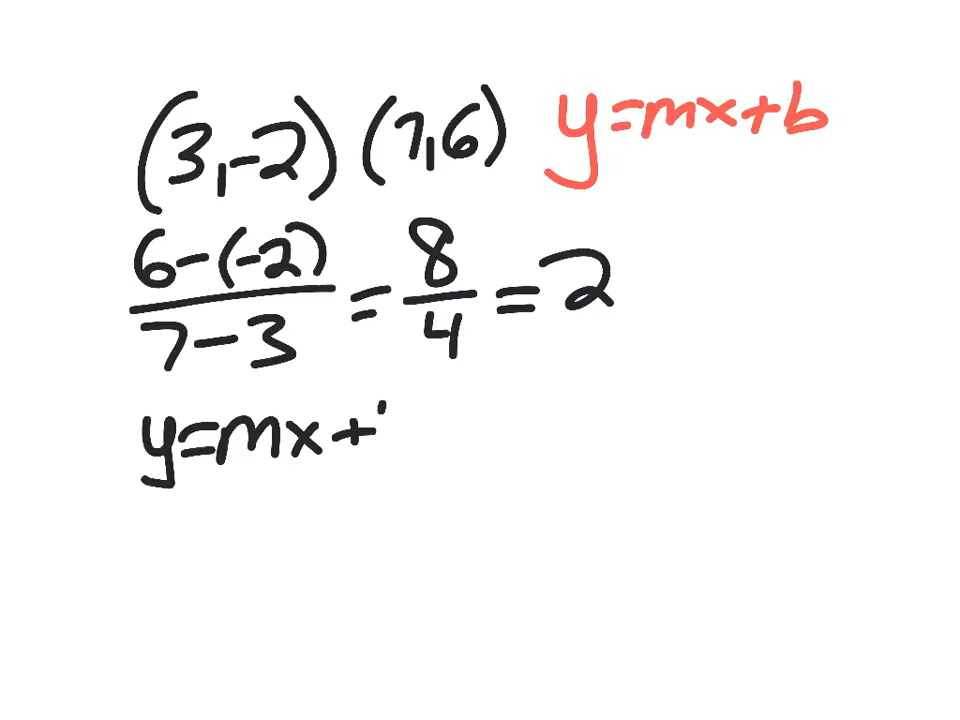 (3,-2) (7,6) y=mx+b
6-(-2)/7-3 = 8/4 = 2
y=mx+